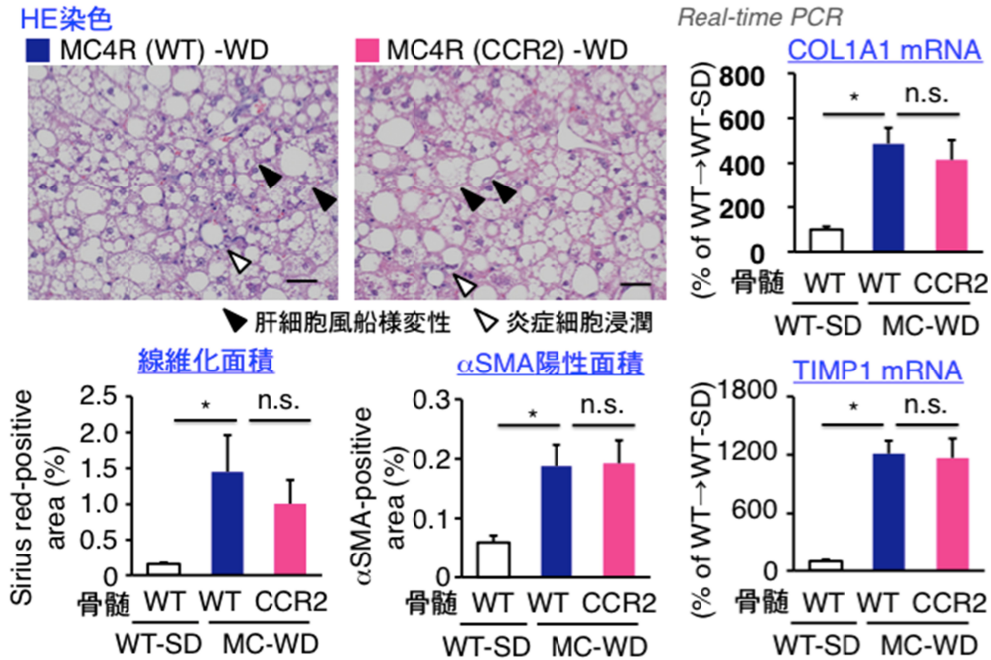 HE染色
MC4R (WT) -WD
MC4R (CCR2) -WD
肝細胞風船様変性
炎症細胞浸潤
Real-time PCR
COL1A1 mRNA
(% of WT→WT-SD)
800
600
400
200
0
*
n.s.
骨髄 WT WT CCR2
WT-SD MC-WD
線維化面積
Sirius red-positive
area (%)
2.5
2.0
1.5
1.0
0.5
0
*
n.s.
骨髄 WT WT CCR2
WT-SD MC-WD
αSMA陽性面積
αSMA-positive
area (%)
0.3
0.2
0.1
0
*
n.s.
骨髄 WT WT CCR2
WT-SD MC-WD
TIMP1 mRNA
(% of WT→WT-SD)
1800
1200
600
0
*
n.s.
骨髄 WT WT CCR2
WT-SD MC-WD